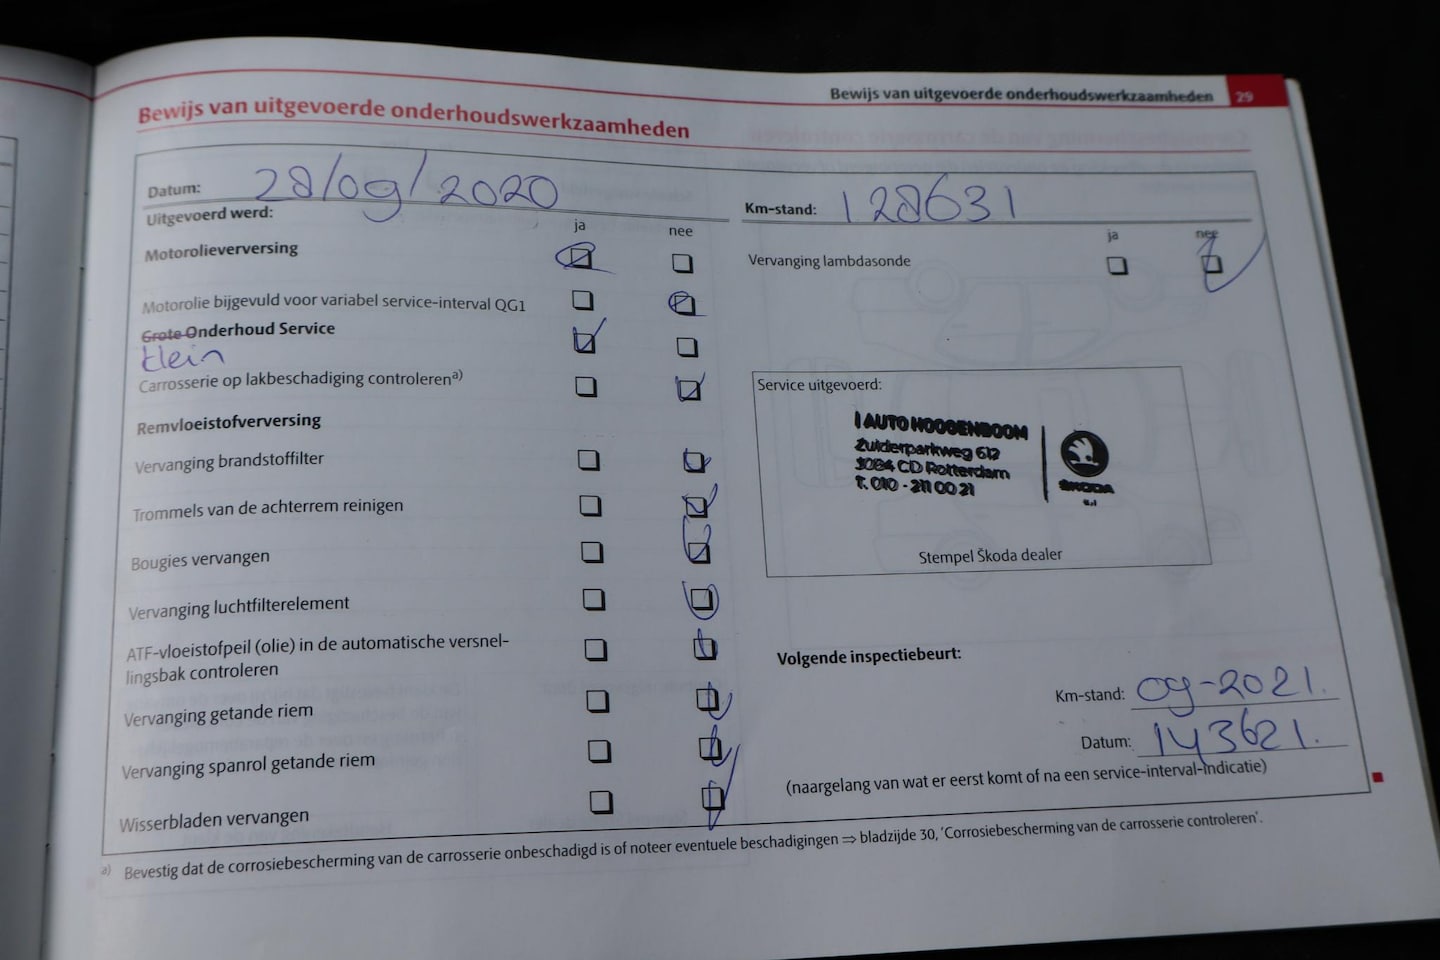 Bewijs van uitgevoerde onderhoudswerkzaamheden 29
Bewijs van uitgevoerde onderhoudswerkzaamheden
Datum: 28/09/2020
Uitgevoerd werd:
ja nee
Motorolieverversing
Motorolie bijgevuld voor variabel service-interval QG1
Grote Onderhoud Service
klein
Carrosserie op lakbeschadiging controleren a)
Remvloeistofverversing
Vervanging brandstoffilter
Trommels van de achterrem reinigen
Bougies vervangen
Vervanging luchtfilterelement
ATF-vloeistofpeil (olie) in de automatische versnel-
lingsbak controleren
Vervanging getande riem
Vervanging spanrol getande riem
Wisserbladen vervangen
Km-stand: 128631
ja nee
Vervanging lambdasonde
Service uitgevoerd:
AUTO HOOGENBOOM
Zuiderparkweg 612
3084 CD Rotterdam
T. 010 - 211 00 21
ŠKODA
Stempel Škoda dealer
Volgende inspectiebeurt:
Km-stand: 09-2021.
Datum: 143621.
(naargelang van wat er eerst komt of na een service-interval-indicatie)
a) Bevestig dat de corrosiebescherming van de carrosserie onbeschadigd is of noteer eventuele beschadigingen ⇒ bladzijde 30, 'Corrosiebescherming van de carrosserie controleren'.